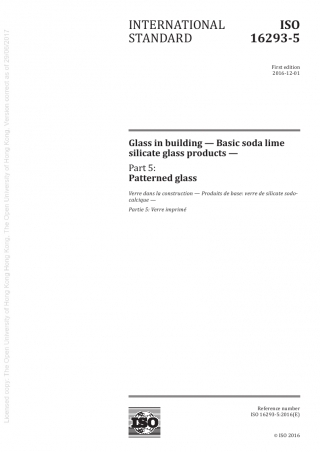 INTERNATIONAL STANDARD
ISO 16293-5
First edition
2016-12-01
Glass in building — Basic soda lime
silicate glass products —
Part 5:
Patterned glass
Verre dans la construction — Produits de base: verre de silicate sodo-
calcique —
Partie 5: Verre imprimé
Reference number
ISO 16293-5:2016(E)
ISO
© ISO 2016
Licensed copy: The Open University of Hong Kong, The Open University of Hong Kong, Version correct as of